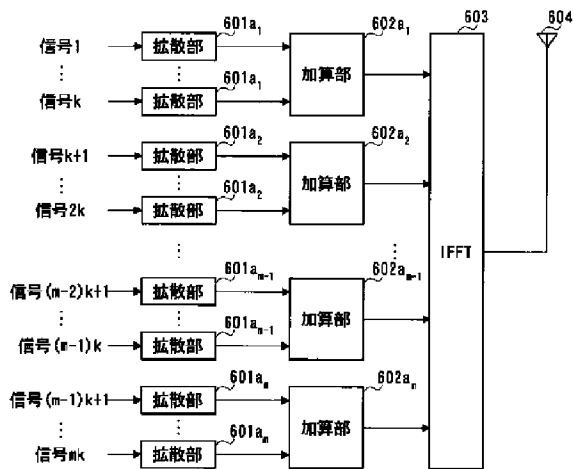 601a1 602a1 603 604
信号1 拡散部
⋮ ⋮ 加算部
601a1
信号k 拡散部
601a2 602a2
信号k+1 拡散部
⋮ ⋮ 加算部
601a2
信号2k 拡散部
⋮ ⋮ IFFT
601am-1 602am-1
信号(m-2)k+1 拡散部
⋮ ⋮ 加算部
601am-1
信号(m-1)k 拡散部
601am 602am
信号(m-1)k+1 拡散部
⋮ ⋮ 加算部
601am
信号mk 拡散部